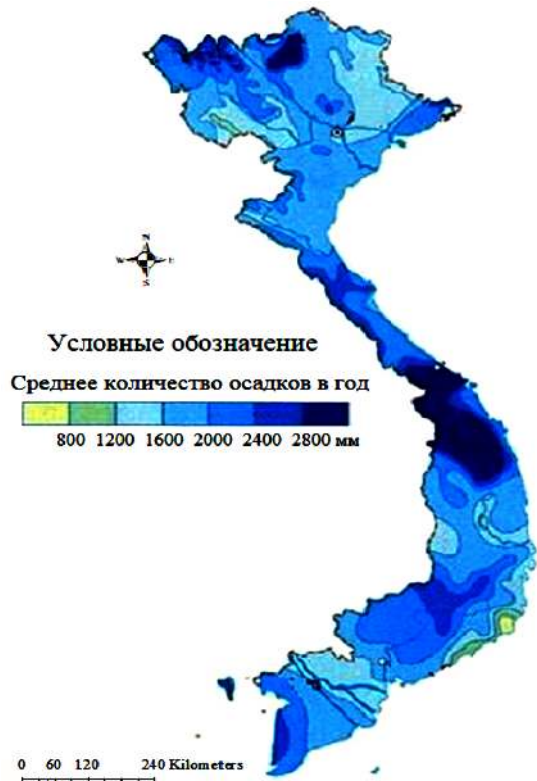 N
W E
S
Условные обозначение
Среднее количество осадков в год
800 1200 1600 2000 2400 2800 мм
0 60 120 240 Kilometers